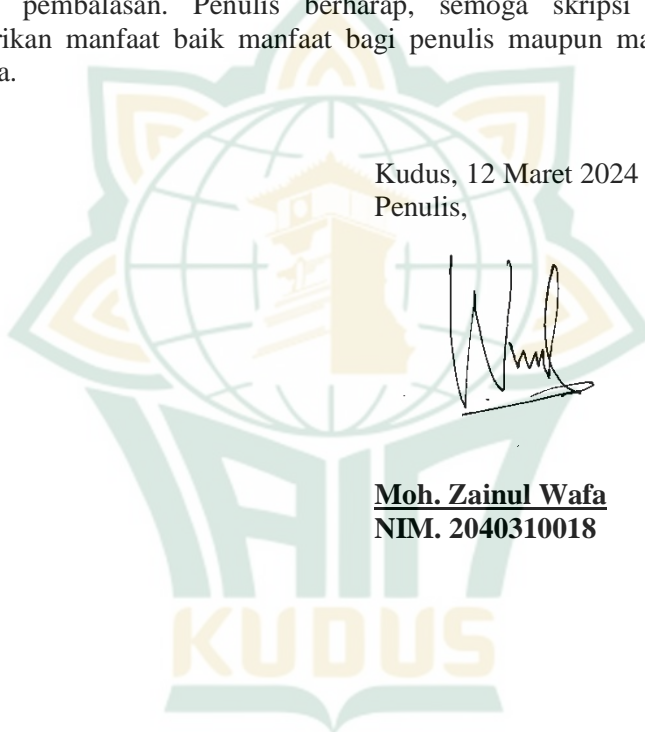 pembalasan. Penulis berharap, semoga skripsi
rikan manfaat baik manfaat bagi penulis maupun ma
a.
Kudus, 12 Maret 2024
Penulis,
Moh. Zainul Wafa
NIM. 2040310018
IAIN
KUDUS